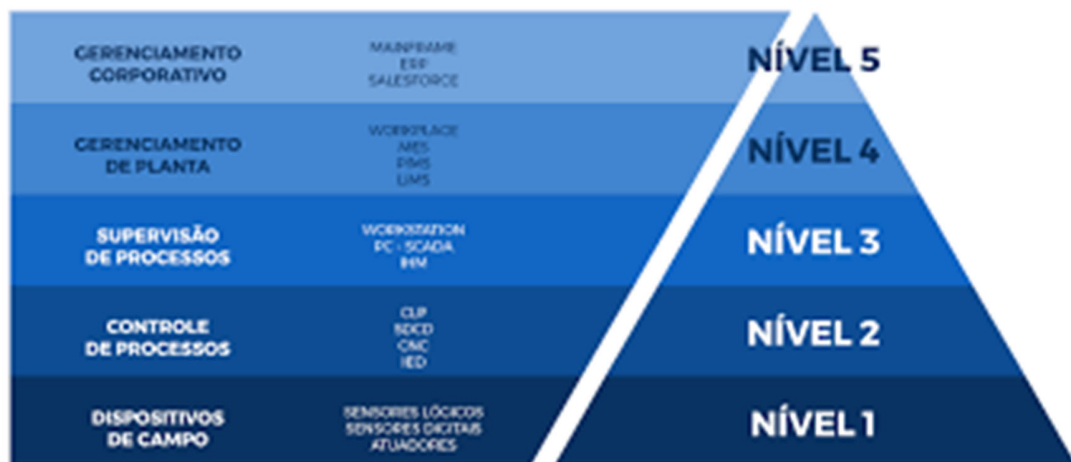 GERENCIAMENTO
CORPORATIVO
MAINFRAME
ERP
SALESFORCE
NÍVEL 5
GERENCIAMENTO
DE PLANTA
WORKPLACE
MES
PIMS
LIMS
NÍVEL 4
SUPERVISÃO
DE PROCESSOS
WORKSTATION
PC - SCADA
IHM
NÍVEL 3
CONTROLE
DE PROCESSOS
CLP
SDCD
CNC
IED
NÍVEL 2
DISPOSITIVOS
DE CAMPO
SENSORES LÓGICOS
SENSORES DIGITAIS
ATUADORES
NÍVEL 1